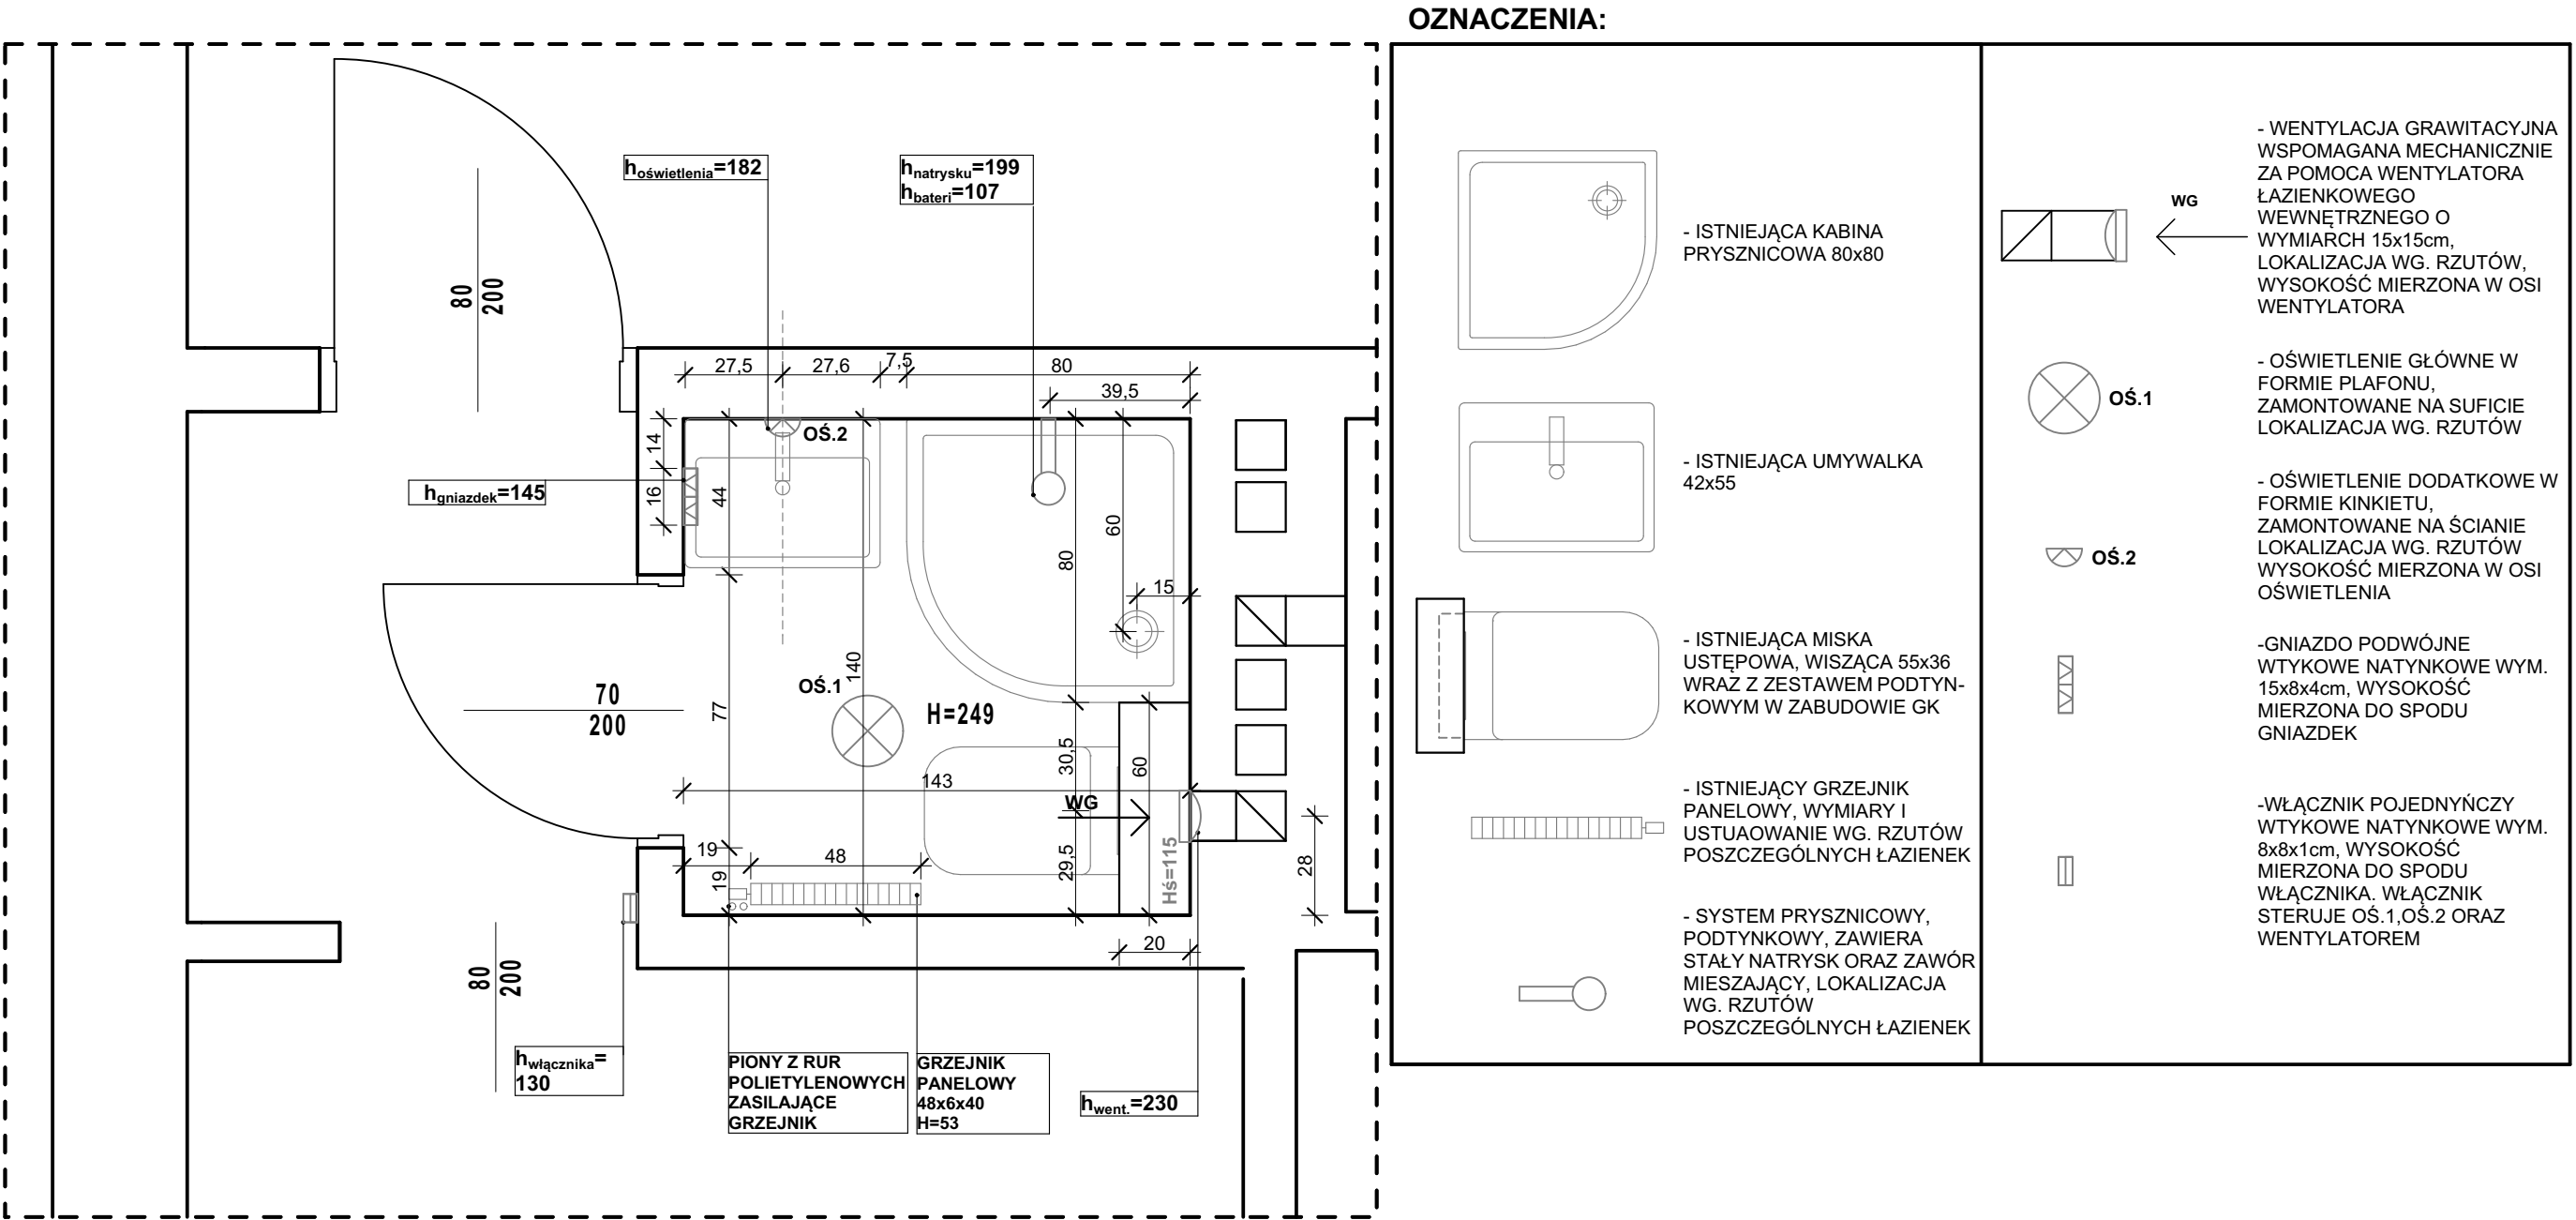 OZNACZENIA:
hoświetlenia=182
hnatrysku=199
hbateri=107
80
200
27,5
27,6
7,5
80
39,5
14
16
44
OŚ.2
hgniazdek=145
60
80
15
140
OŚ.1
77
H=249
70
200
30,5
60
143
WG
29,5
Hś=115
28
19
48
19
20
80
200
hwłącznika=
130
PIONY Z RUR
POLIETYLENOWYCH
ZASILAJĄCE
GRZEJNIK
GRZEJNIK
PANELOWY
48x6x40
H=53
hwent.=230
- ISTNIEJĄCA KABINA
PRYSZNICOWA 80x80
- ISTNIEJĄCA UMYWALKA
42x55
- ISTNIEJĄCA MISKA
USTĘPOWA, WISZĄCA 55x36
WRAZ Z ZESTAWEM PODTYN-
KOWYM W ZABUDOWIE GK
- ISTNIEJĄCY GRZEJNIK
PANELOWY, WYMIARY I
USTUAOWANIE WG. RZUTÓW
POSZCZEGÓLNYCH ŁAZIENEK
- SYSTEM PRYSZNICOWY,
PODTYNKOWY, ZAWIERA
STAŁY NATRYSK ORAZ ZAWÓR
MIESZAJĄCY, LOKALIZACJA
WG. RZUTÓW
POSZCZEGÓLNYCH ŁAZIENEK
WG
- WENTYLACJA GRAWITACYJNA
WSPOMAGANA MECHANICZNIE
ZA POMOCA WENTYLATORA
ŁAZIENKOWEGO
WEWNĘTRZNEGO O
WYMIARCH 15x15cm,
LOKALIZACJA WG. RZUTÓW,
WYSOKOŚĆ MIERZONA W OSI
WENTYLATORA
OŚ.1
- OŚWIETLENIE GŁÓWNE W
FORMIE PLAFONU,
ZAMONTOWANE NA SUFICIE
LOKALIZACJA WG. RZUTÓW
OŚ.2
- OŚWIETLENIE DODATKOWE W
FORMIE KINKIETU,
ZAMONTOWANE NA ŚCIANIE
LOKALIZACJA WG. RZUTÓW
WYSOKOŚĆ MIERZONA W OSI
OŚWIETLENIA
-GNIAZDO PODWÓJNE
WTYKOWE NATYNKOWE WYM.
15x8x4cm, WYSOKOŚĆ
MIERZONA DO SPODU
GNIAZDEK
-WŁĄCZNIK POJEDNYŃCZY
WTYKOWE NATYNKOWE WYM.
8x8x1cm, WYSOKOŚĆ
MIERZONA DO SPODU
WŁĄCZNIKA. WŁĄCZNIK
STERUJE OŚ.1,OŚ.2 ORAZ
WENTYLATOREM